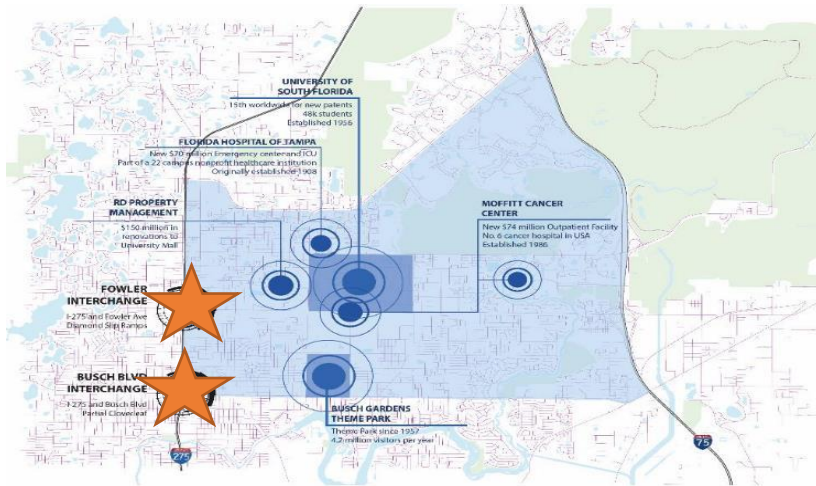 UNIVERSITY OF
SOUTH FLORIDA
15th worldwide for new patents
48k students
Established 1956
FLORIDA HOSPITAL OF TAMPA
New $70 million Emergency center and ICU
Part of a 22 campus nonprofit healthcare institution
Originally established 1908
RD PROPERTY
MANAGEMENT
$150 million in
renovations to
University Mall
MOFFITT CANCER
CENTER
New $74 million Outpatient Facility
No. 6 cancer hospital in USA
Established 1986
FOWLER
INTERCHANGE
I-275 and Fowler Ave
Diamond Slip Ramps
BUSCH BLVD
INTERCHANGE
I-275 and Busch Blvd
Partial Cloverleaf
BUSCH GARDENS
THEME PARK
Theme Park since 1957
4.2 million visitors per year
275
75